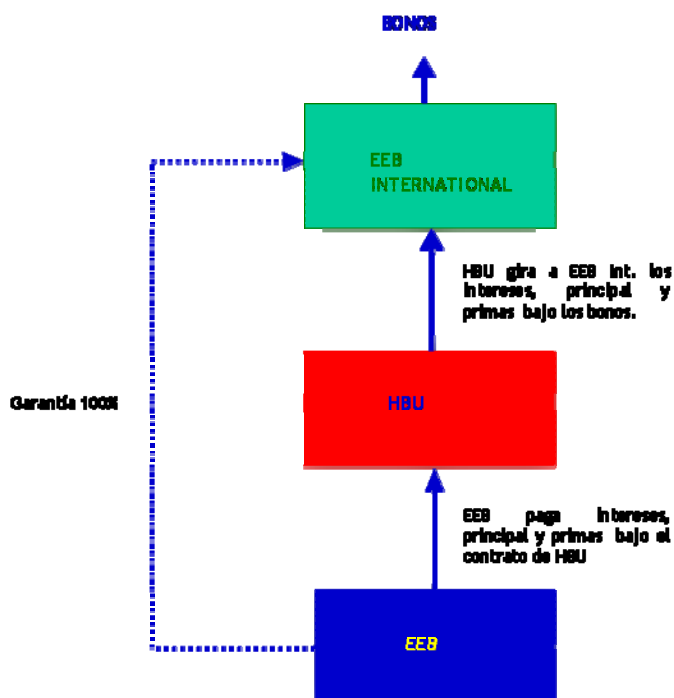 BONOS
EEB
INTERNATIONAL
HBU gira a EEB Int. los
intereses, principal y
primas bajo los bonos.
Garantía 100%
HBU
EEB paga intereses,
principal y primas bajo el
contrato de HBU
EEB